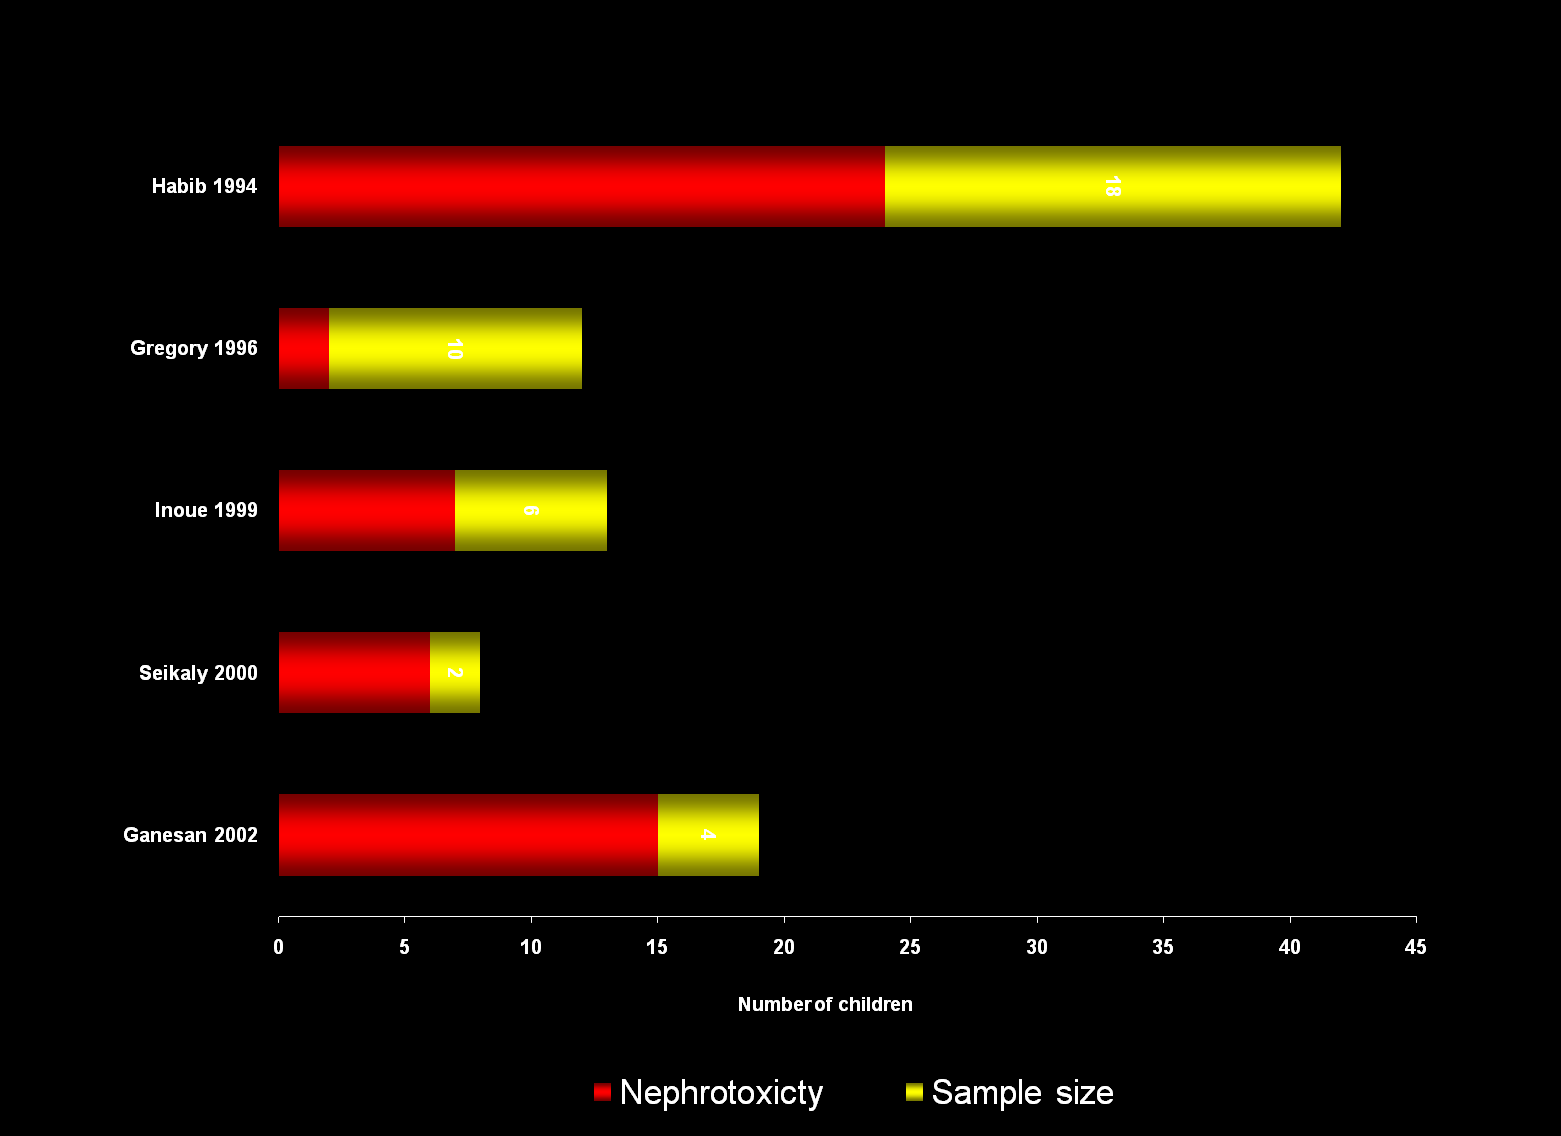 Habib 1994
18
Gregory 1996
10
Inoue 1999
6
Seikaly 2000
2
Ganesan 2002
4
0 5 10 15 20 25 30 35 40 45
Number of children
Nephrotoxicty Sample size